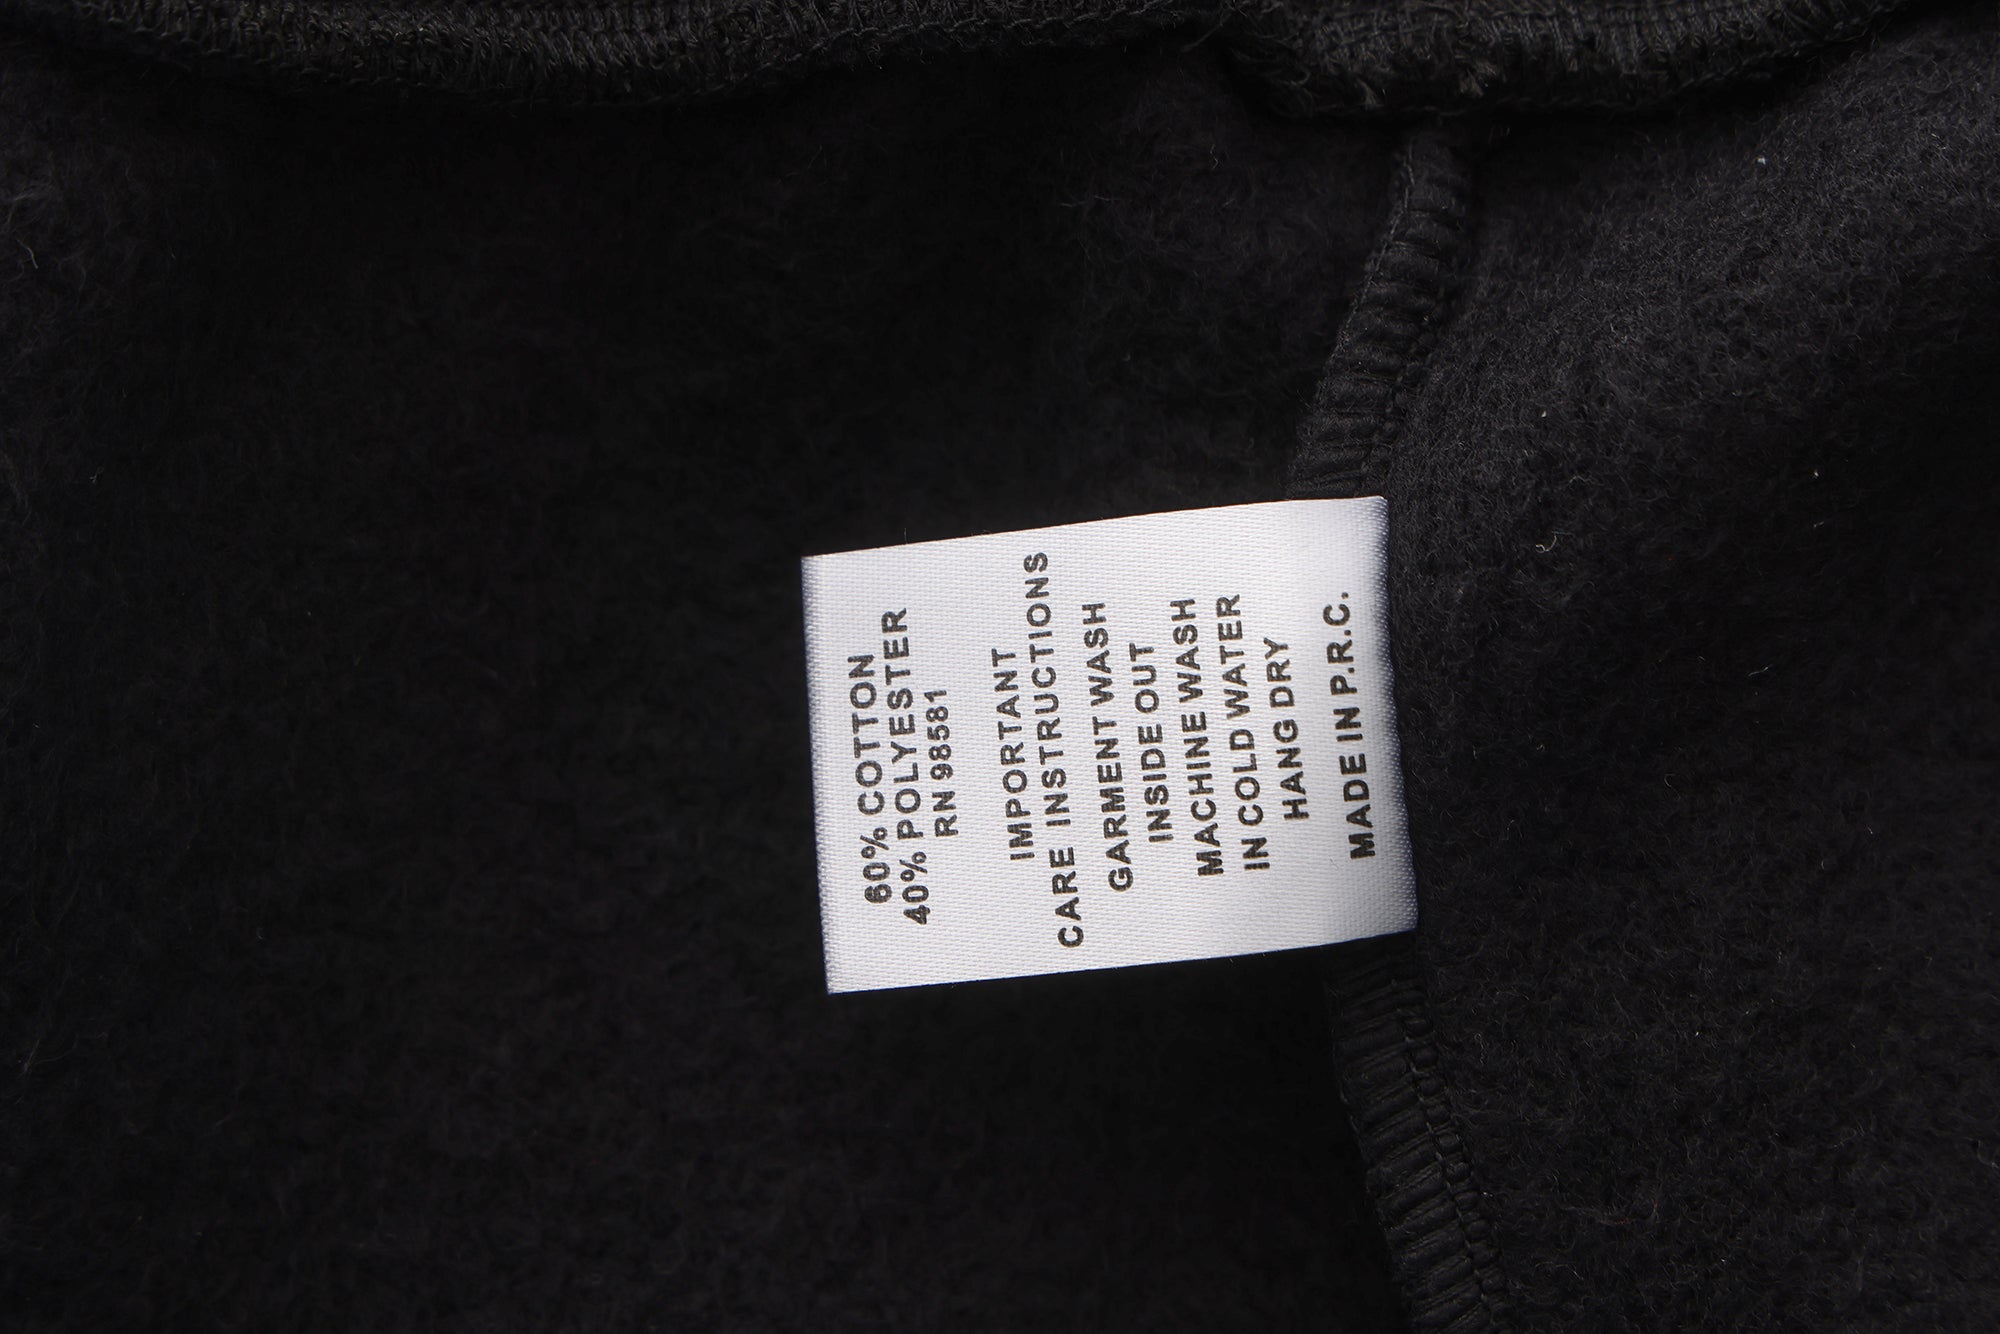 60% COTTON
40% POLYESTER
RN 98581
IMPORTANT
CARE INSTRUCTIONS
GARMENT WASH
INSIDE OUT
MACHINE WASH
IN COLD WATER
HANG DRY
MADE IN P.R.C.